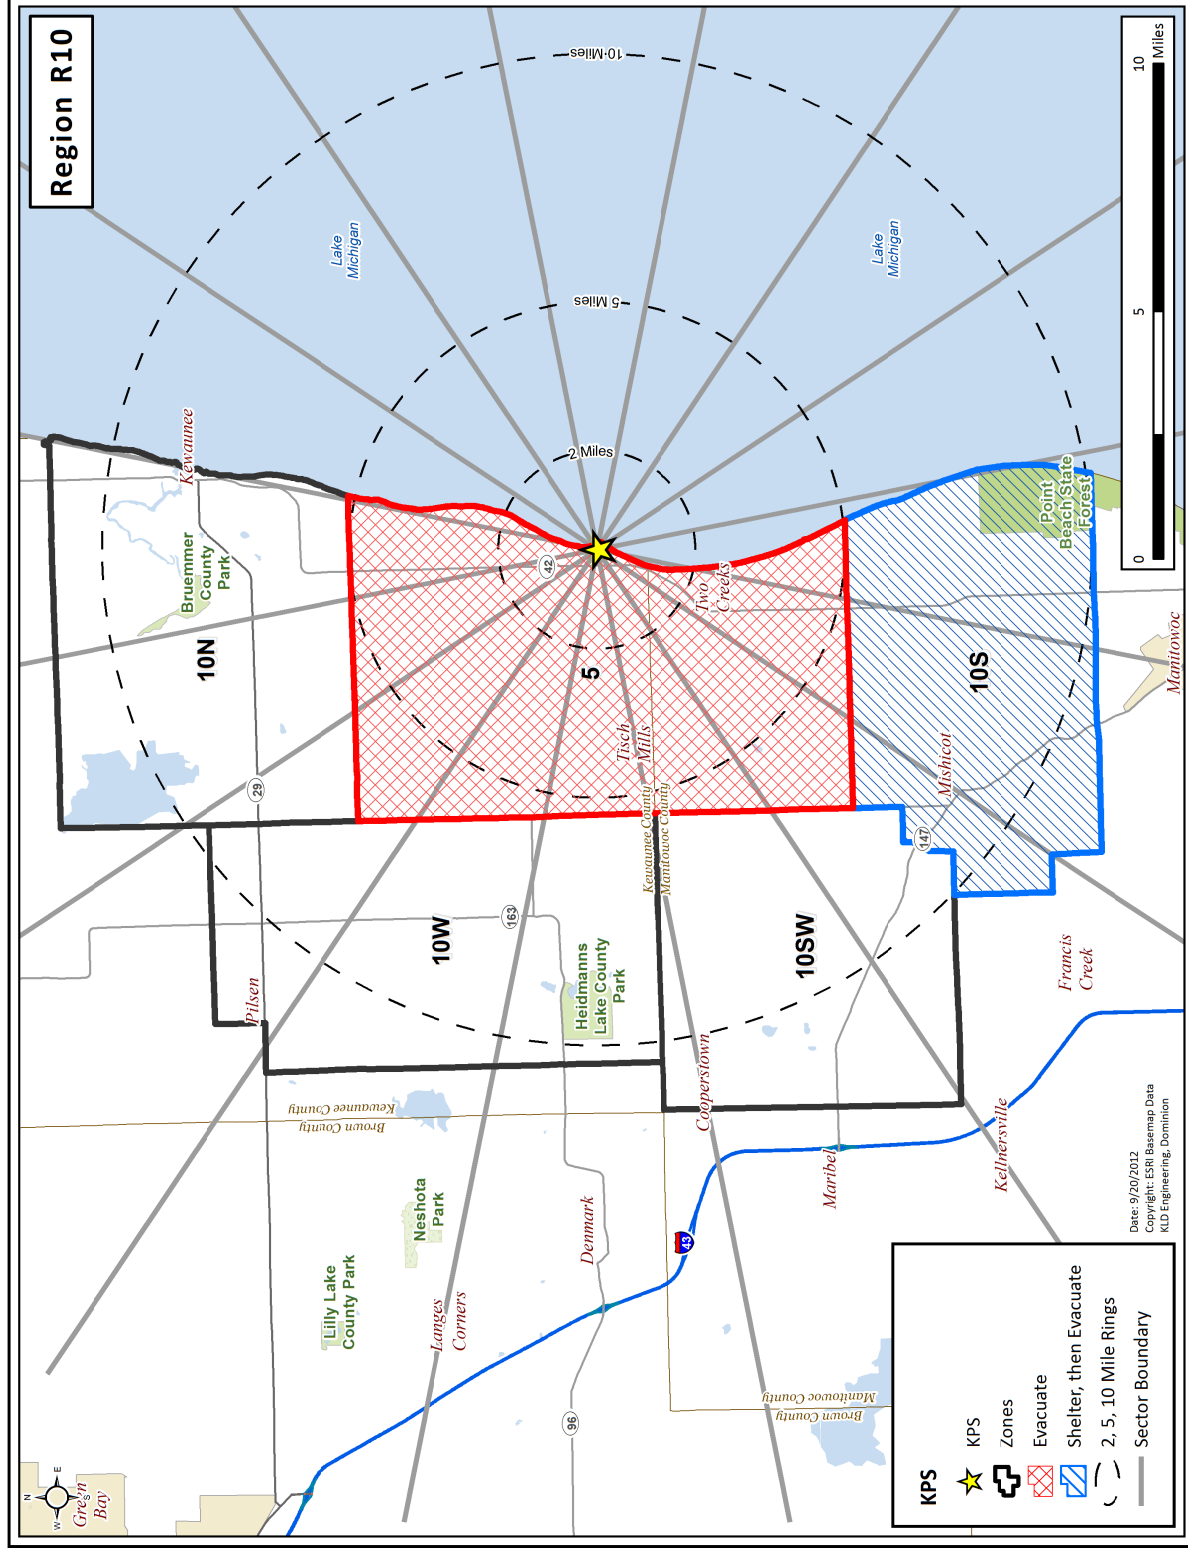 Region R10
10 Miles
5 Miles
2 Miles
Lake
Michigan
Lake
Michigan
Kewaunee
Bruemmer
County
Park
10N
29
42
5
Two
Creeks
Tisch
Mills
Kewaunee County
Manitowoc County
10S
Point
Beach State
Forest
Mishicot
Manitowoc
147
10W
163
Pilsen
Heidmanns
Lake County
Park
10SW
Francis
Creek
Cooperstown
Kewaunee County
Brown County
Neshota
Park
Lilly Lake
County Park
Langes
Corners
Denmark
43
96
Maribel
Kellnersville
Manitowoc County
Brown County
Green
Bay
N
E
S
W
0
5
10
Miles
Date: 9/20/2012
Copyright: ESRI Basemap Data
KLD Engineering, Dominion
KPS
KPS
Zones
Evacuate
Shelter, then Evacuate
2, 5, 10 Mile Rings
Sector Boundary